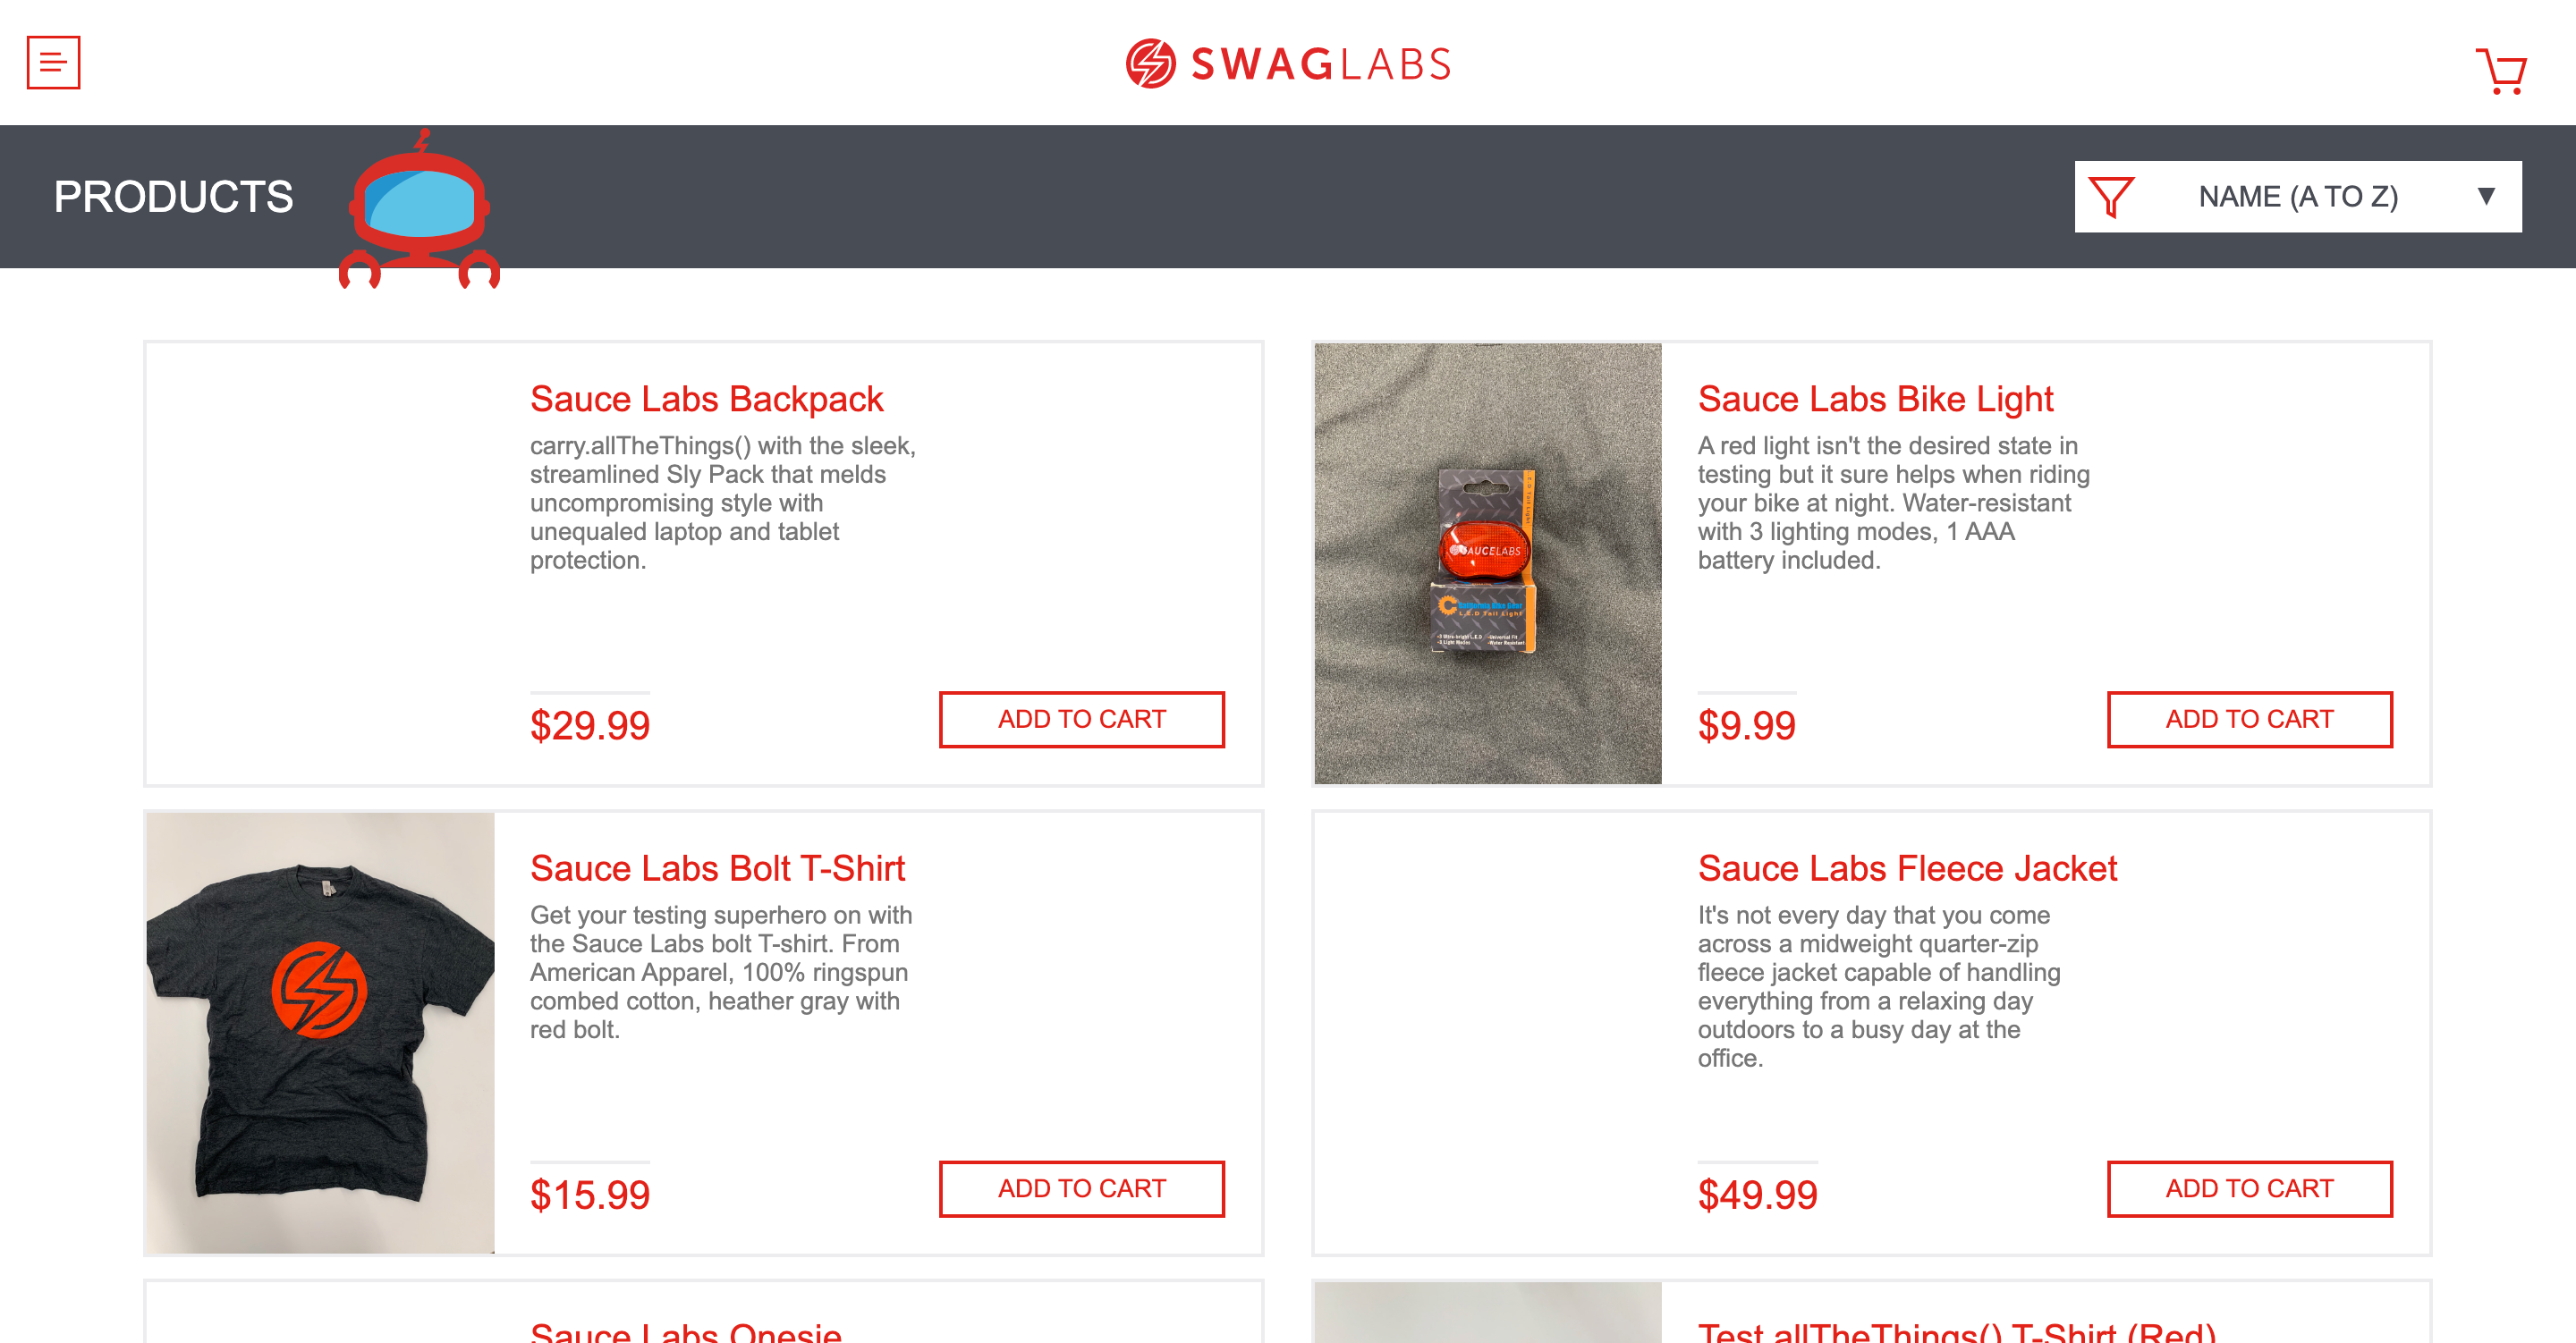 SWAGLABS
PRODUCTS
NAME (A TO Z)
Sauce Labs Backpack
carry.allTheThings() with the sleek,
streamlined Sly Pack that melds
uncompromising style with
unequaled laptop and tablet
protection.
$29.99
ADD TO CART
SAUCELABS
L.E.D Tail Light
Sauce Labs Bike Light
A red light isn't the desired state in
testing but it sure helps when riding
your bike at night. Water-resistant
with 3 lighting modes, 1 AAA
battery included.
$9.99
ADD TO CART
Sauce Labs Bolt T-Shirt
Get your testing superhero on with
the Sauce Labs bolt T-shirt. From
American Apparel, 100% ringspun
combed cotton, heather gray with
red bolt.
$15.99
ADD TO CART
Sauce Labs Fleece Jacket
It's not every day that you come
across a midweight quarter-zip
fleece jacket capable of handling
everything from a relaxing day
outdoors to a busy day at the
office.
$49.99
ADD TO CART
Sauce Labs Onesie
Test.allTheThings() T-Shirt (Red)